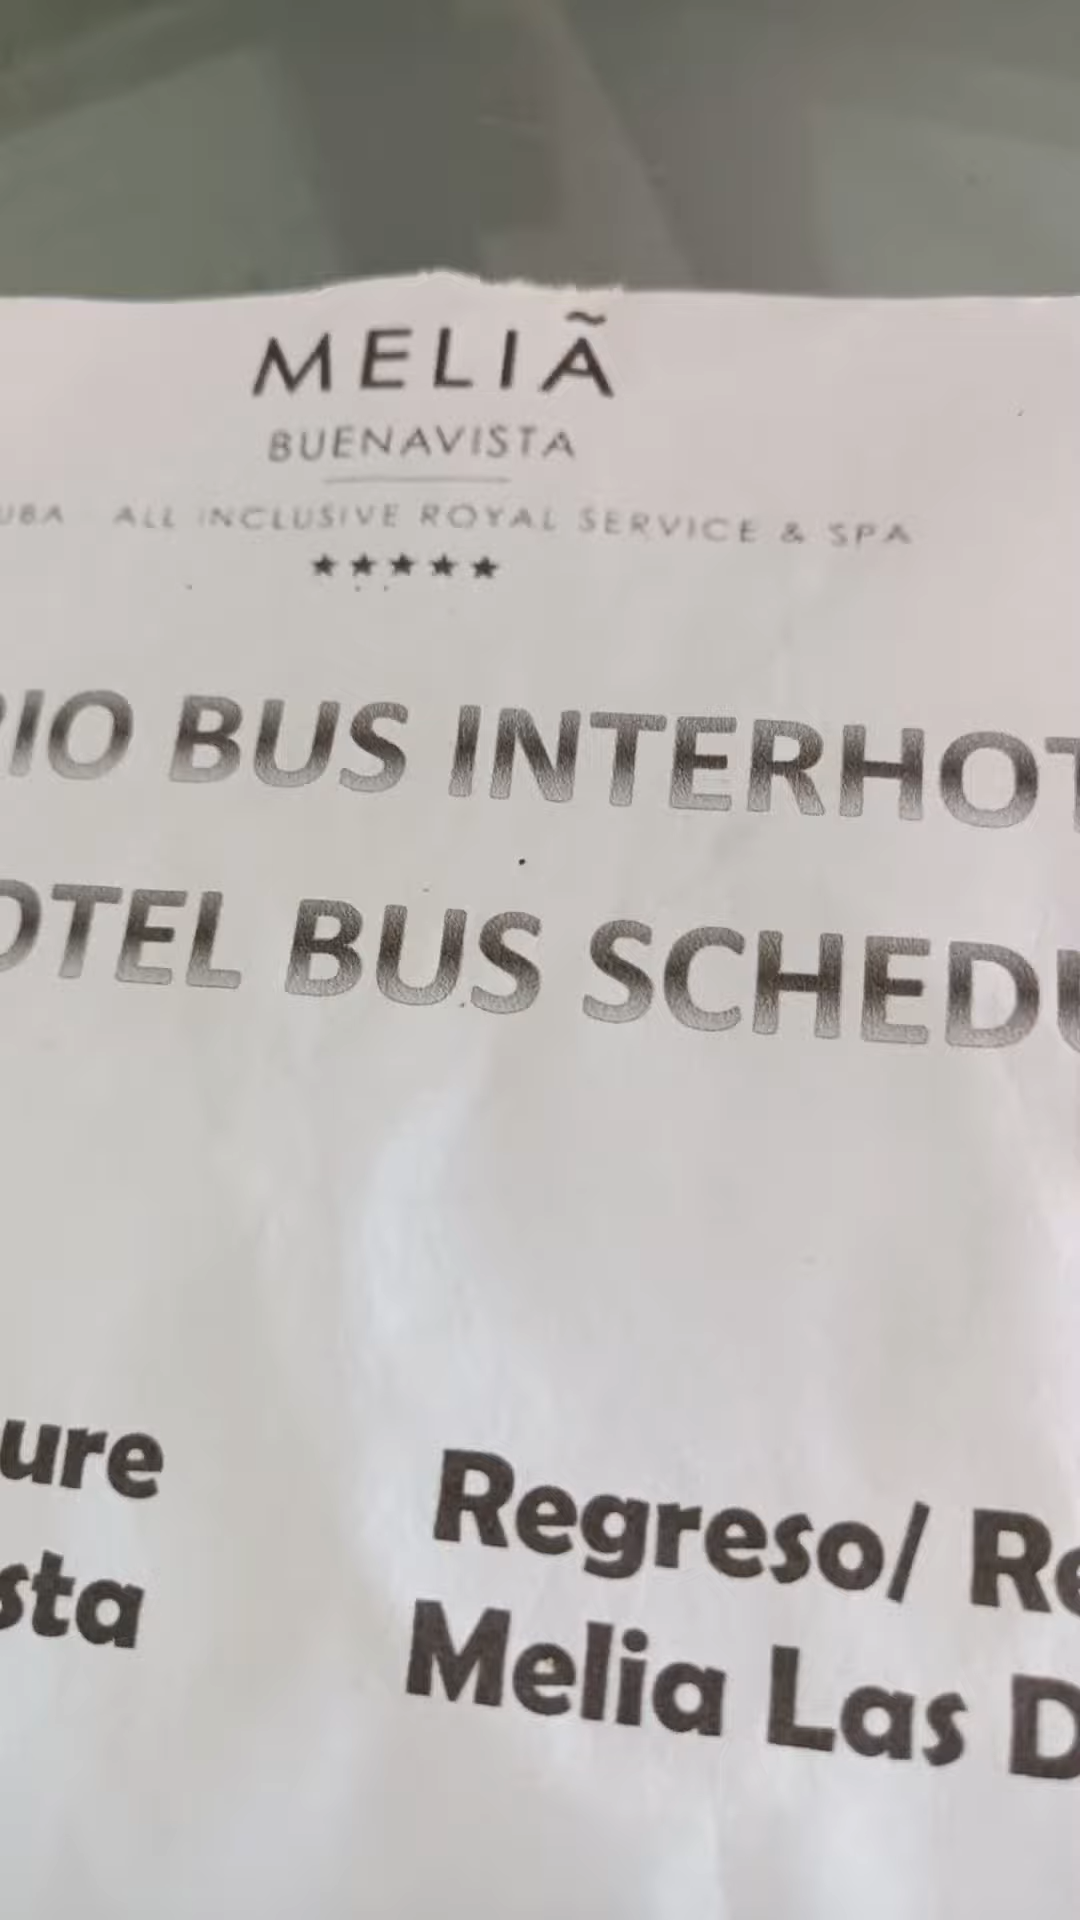 MELIÃ
BUENAVISTA
UBA ALL INCLUSIVE ROYAL SERVICE & SPA
RIO BUS INTERHOT
OTEL BUS SCHEDU
ure
Regreso/ Re
sta
Melia Las D